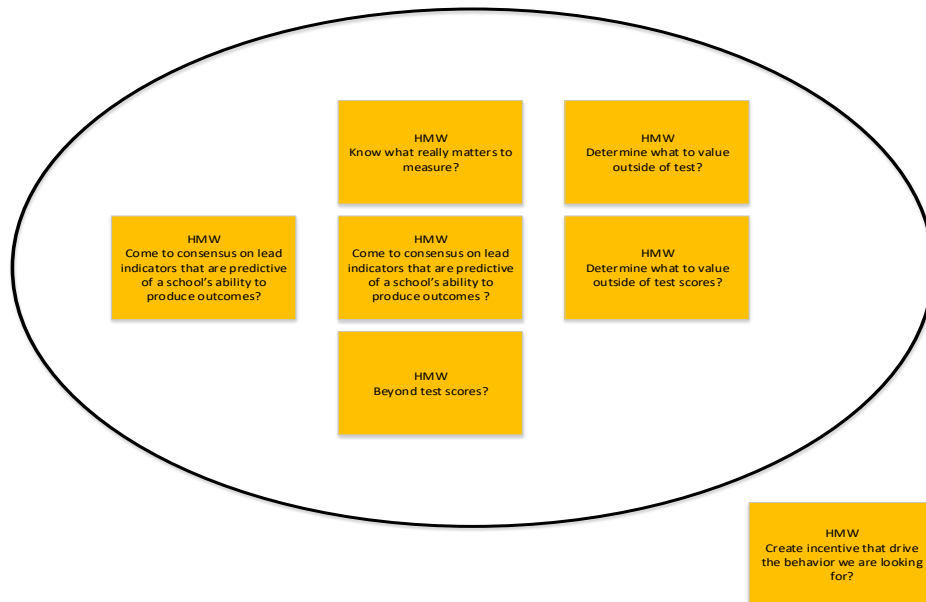 HMW
Know what really matters to
measure?
HMW
Determine what to value
outside of test?
HMW
Come to consensus on lead
indicators that are predictive
of a school's ability to
produce outcomes?
HMW
Come to consensus on lead
indicators that are predictive
of a school's ability to
produce outcomes ?
HMW
Determine what to value
outside of test scores?
HMW
Beyond test scores?
HMW
Create incentive that drive
the behavior we are looking
for?